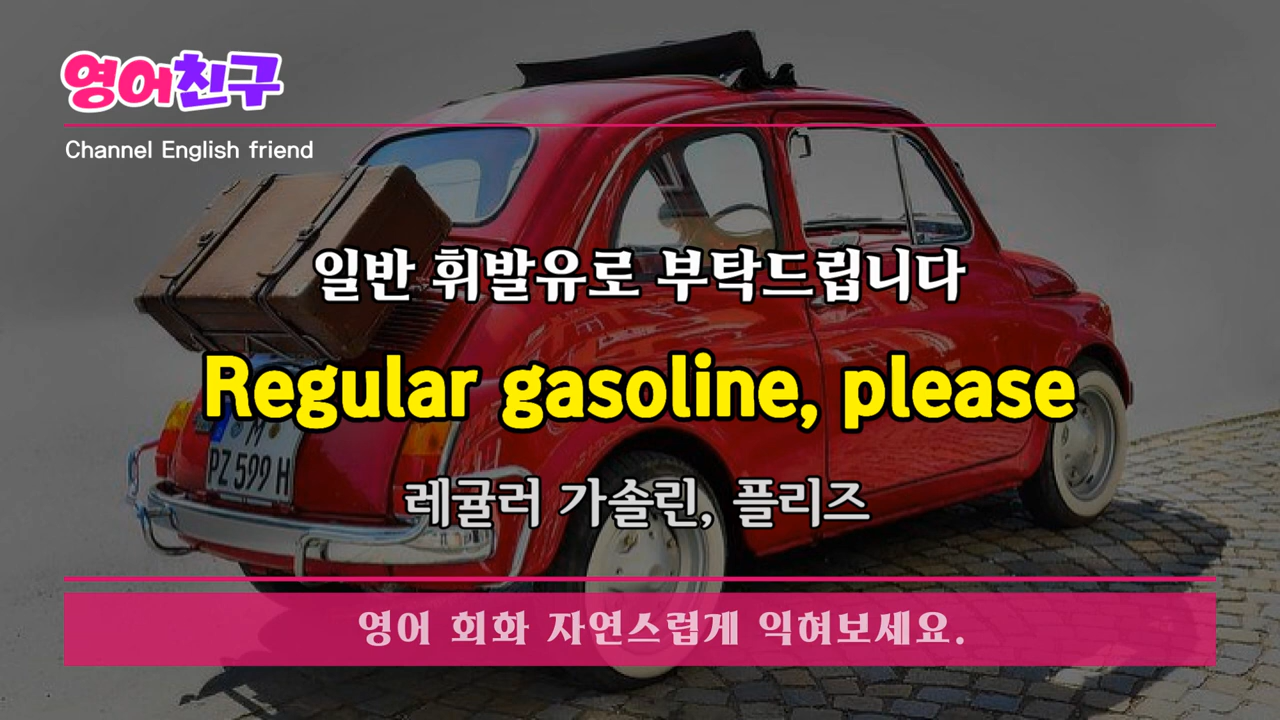 영어친구
Channel English friend
일반 휘발유로 부탁드립니다
Regular gasoline, please
PZ 599 H
레귤러 가솔린, 플리즈
영어 회화 자연스럽게 익혀보세요.